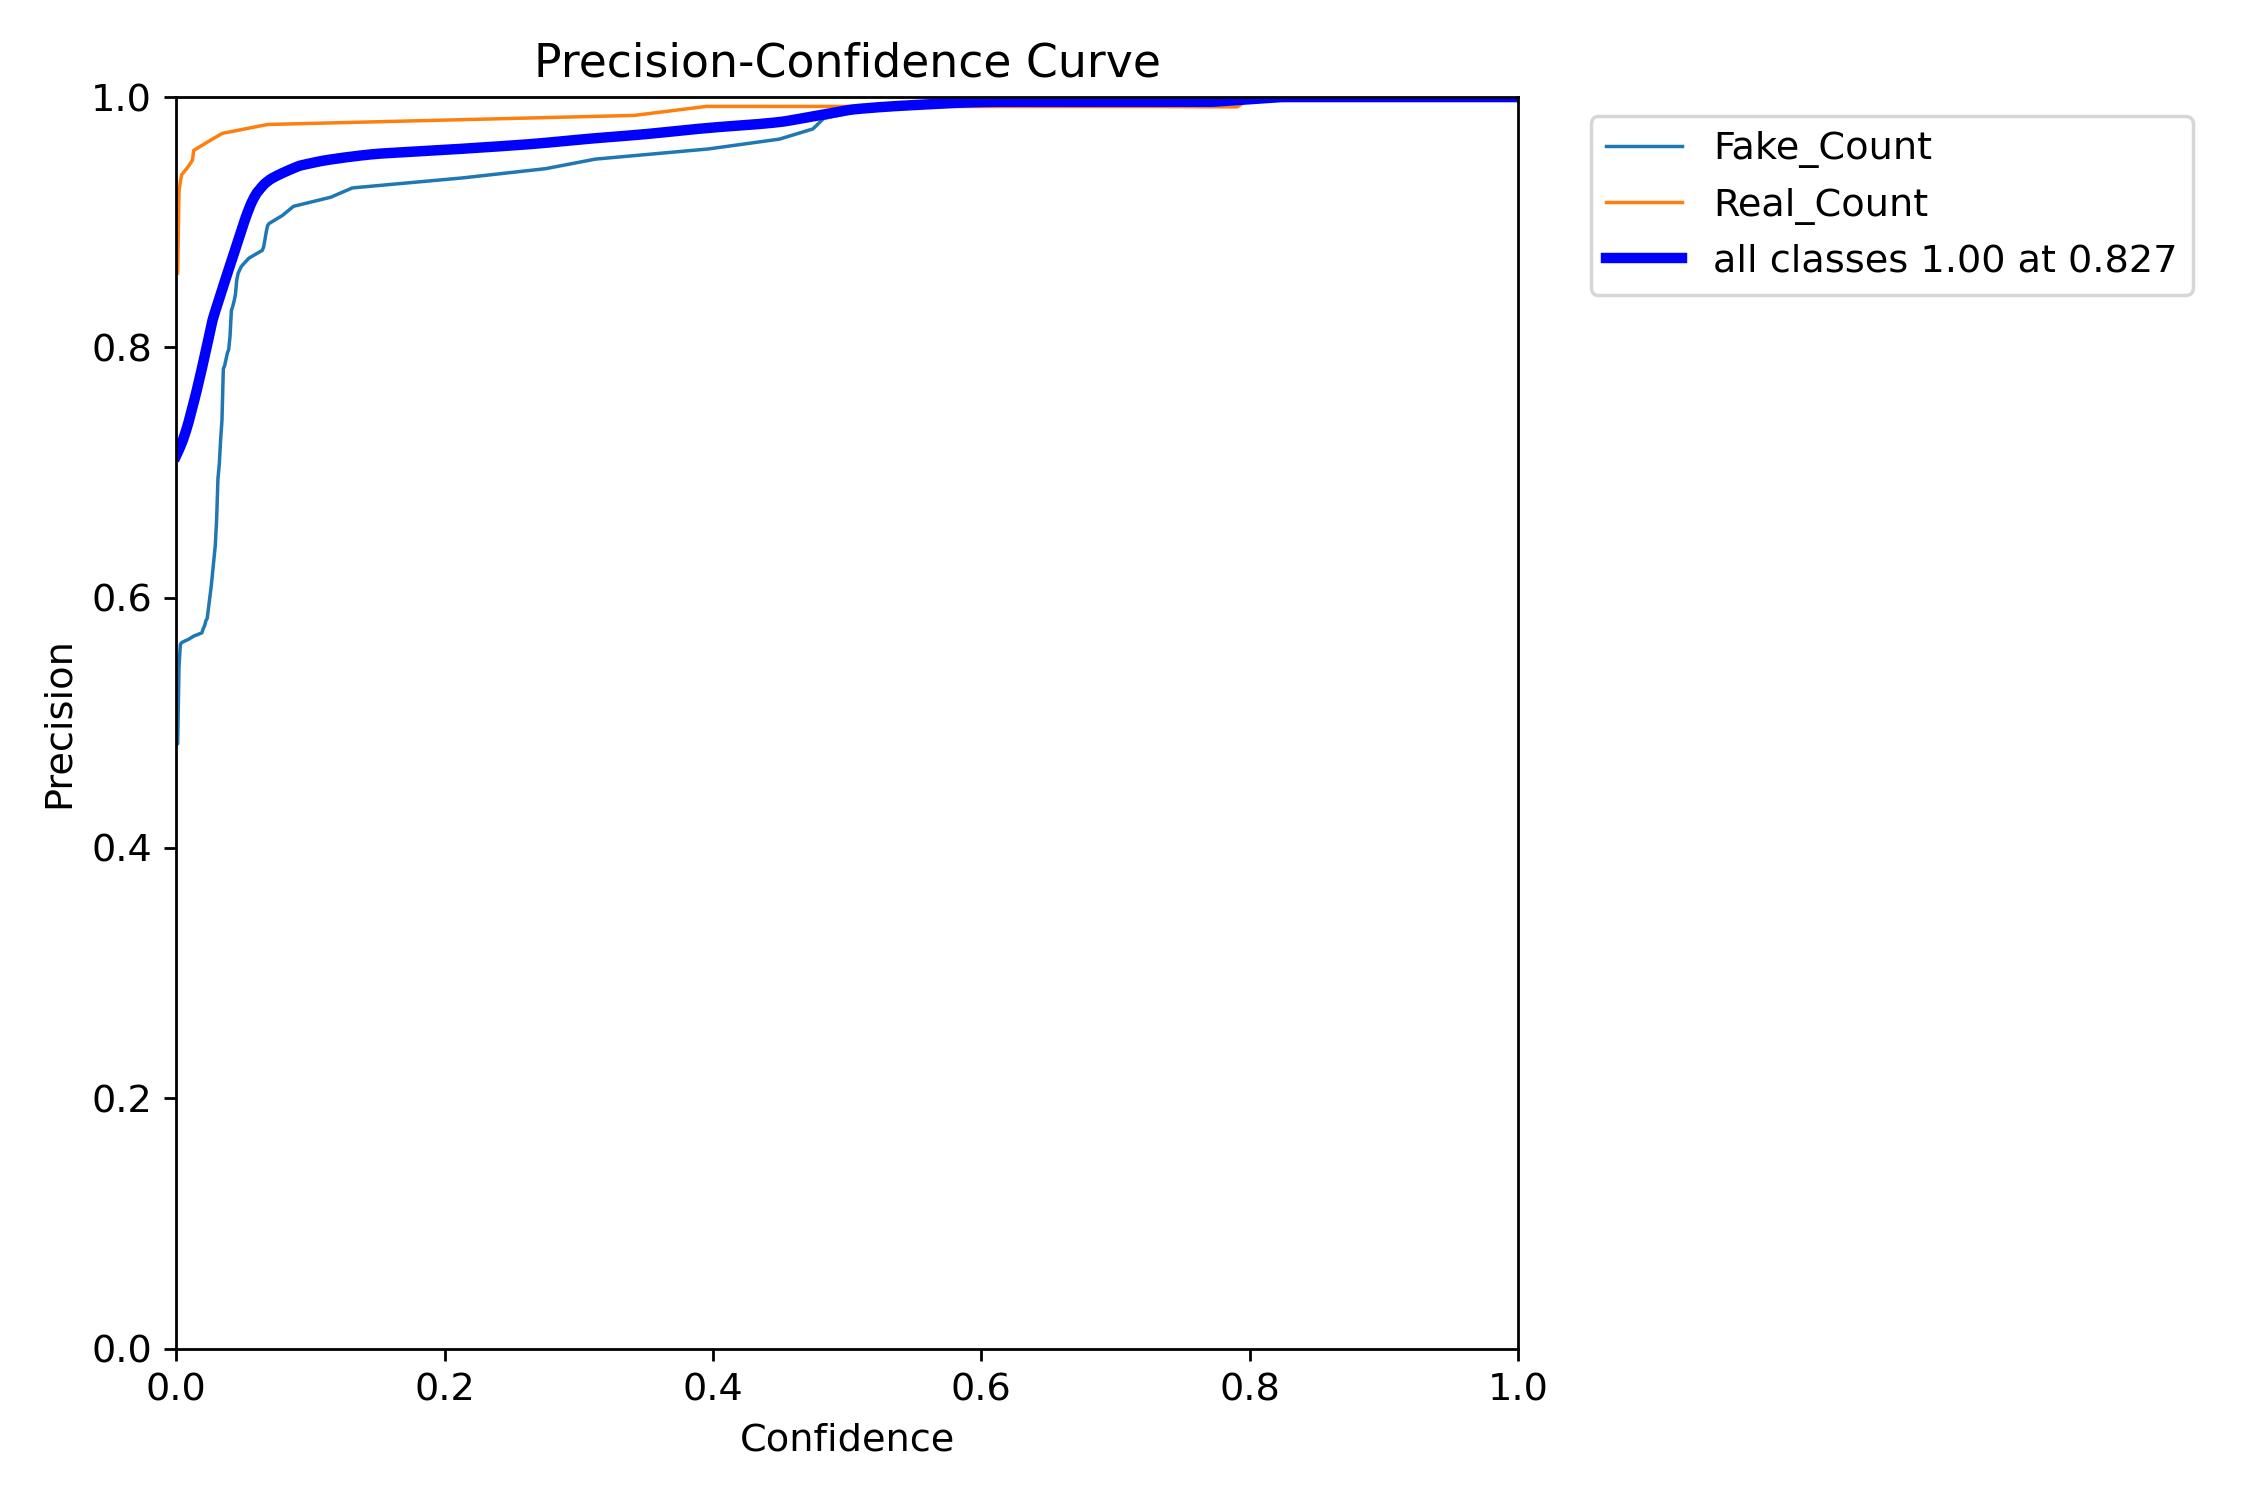 Precision-Confidence Curve
1.0
0.8
0.6
0.4
0.2
0.0
Precision
0.0 0.2 0.4 0.6 0.8 1.0
Confidence
Fake_Count
Real_Count
all classes 1.00 at 0.827